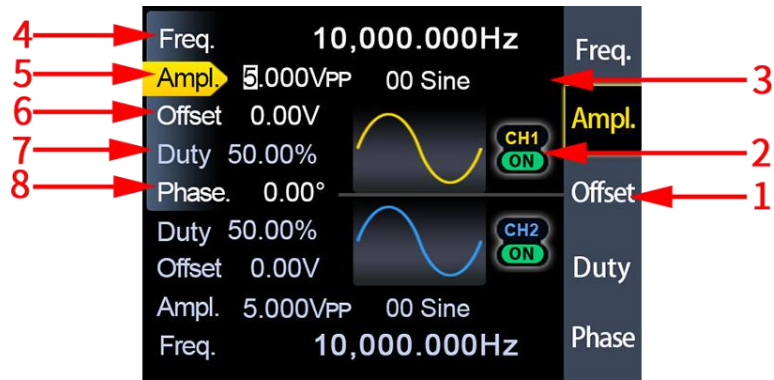 4 Freq. 10,000.000Hz Freq.
5 Ampl. 5.000VPP 00 Sine 3
6 Offset 0.00V Ampl.
7 Duty 50.00% CH1 ON 2
8 Phase. 0.00° Offset 1
Duty 50.00% CH2 ON
Offset 0.00V Duty
Ampl. 5.000VPP 00 Sine
Freq. 10,000.000Hz Phase